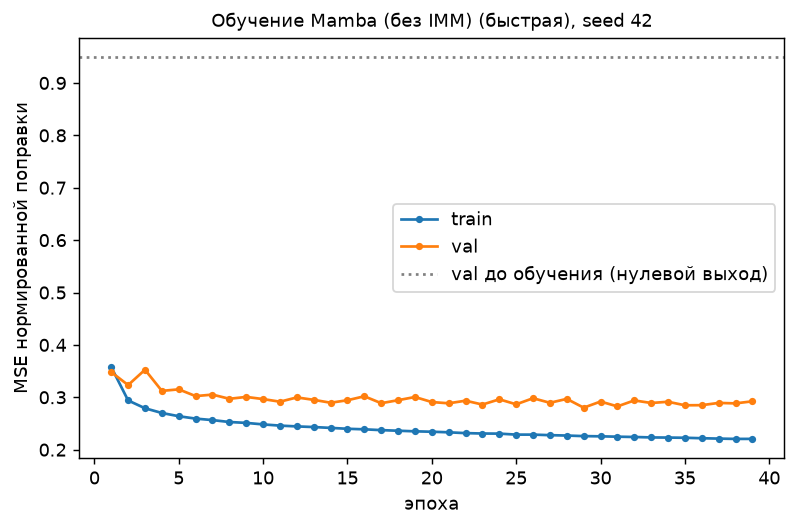 Обучение Mamba (без IMM) (быстрая), seed 42
MSE нормированной поправки
0.9
0.8
0.7
0.6
0.5
0.4
0.3
0.2
train
val
val до обучения (нулевой выход)
0 5 10 15 20 25 30 35 40
эпоха